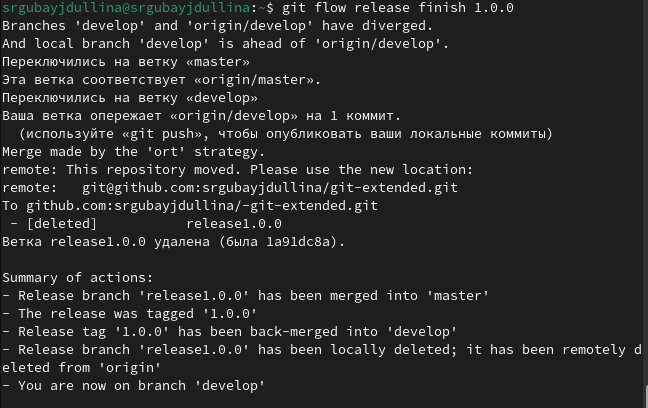 srgubayjdullina@srgubayjdullina:~$ git flow release finish 1.0.0
Branches 'develop' and 'origin/develop' have diverged.
And local branch 'develop' is ahead of 'origin/develop'.
Переключились на ветку «master»
Эта ветка соответствует «origin/master».
Переключились на ветку «develop»
Ваша ветка опережает «origin/develop» на 1 коммит.
  (используйте «git push», чтобы опубликовать ваши локальные коммиты)
Merge made by the 'ort' strategy.
remote: This repository moved. Please use the new location:
remote:   git@github.com:srgubayjdullina/git-extended.git
To github.com:srgubayjdullina/-git-extended.git
 - [deleted]         release1.0.0
Ветка release1.0.0 удалена (была 1a91dc8a).

Summary of actions:
- Release branch 'release1.0.0' has been merged into 'master'
- The release was tagged '1.0.0'
- Release tag '1.0.0' has been back-merged into 'develop'
- Release branch 'release1.0.0' has been locally deleted; it has been remotely d
eleted from 'origin'
- You are now on branch 'develop'